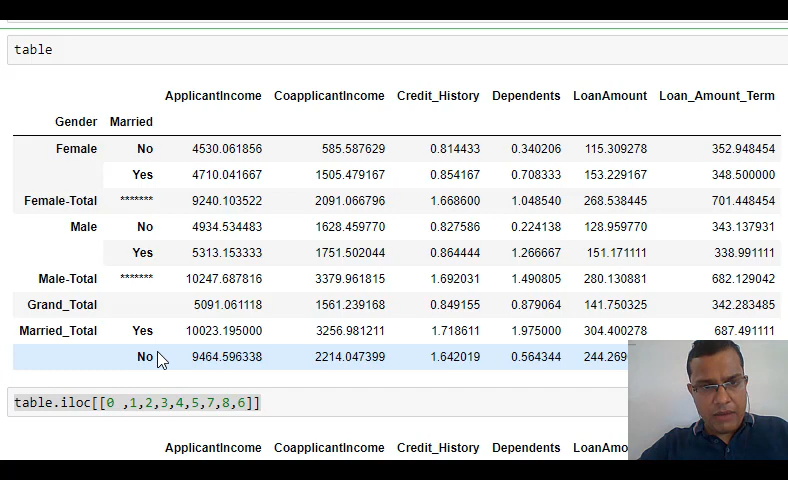 table
ApplicantIncome CoapplicantIncome Credit_History Dependents LoanAmount Loan_Amount_Term
Gender Married
Female No 4530.061856 585.587629 0.814433 0.340206 115.309278 352.948454
Yes 4710.041667 1505.479167 0.854167 0.708333 153.229167 348.500000
Female-Total ******* 9240.103522 2091.066796 1.668600 1.048540 268.538445 701.448454
Male No 4934.534483 1628.459770 0.827586 0.224138 128.959770 343.137931
Yes 5313.153333 1751.502044 0.864444 1.266667 151.171111 338.991111
Male-Total ******* 10247.687816 3379.961815 1.692031 1.490805 280.130881 682.129042
Grand_Total 5091.061118 1561.239168 0.849155 0.879064 141.750325 342.283485
Married_Total Yes 10023.195000 3256.981211 1.718611 1.975000 304.400278 687.491111
No 9464.596338 2214.047399 1.642019 0.564344 244.269
table.iloc[[0 ,1,2,3,4,5,7,8,6]]
ApplicantIncome CoapplicantIncome Credit_History Dependents LoanAmo